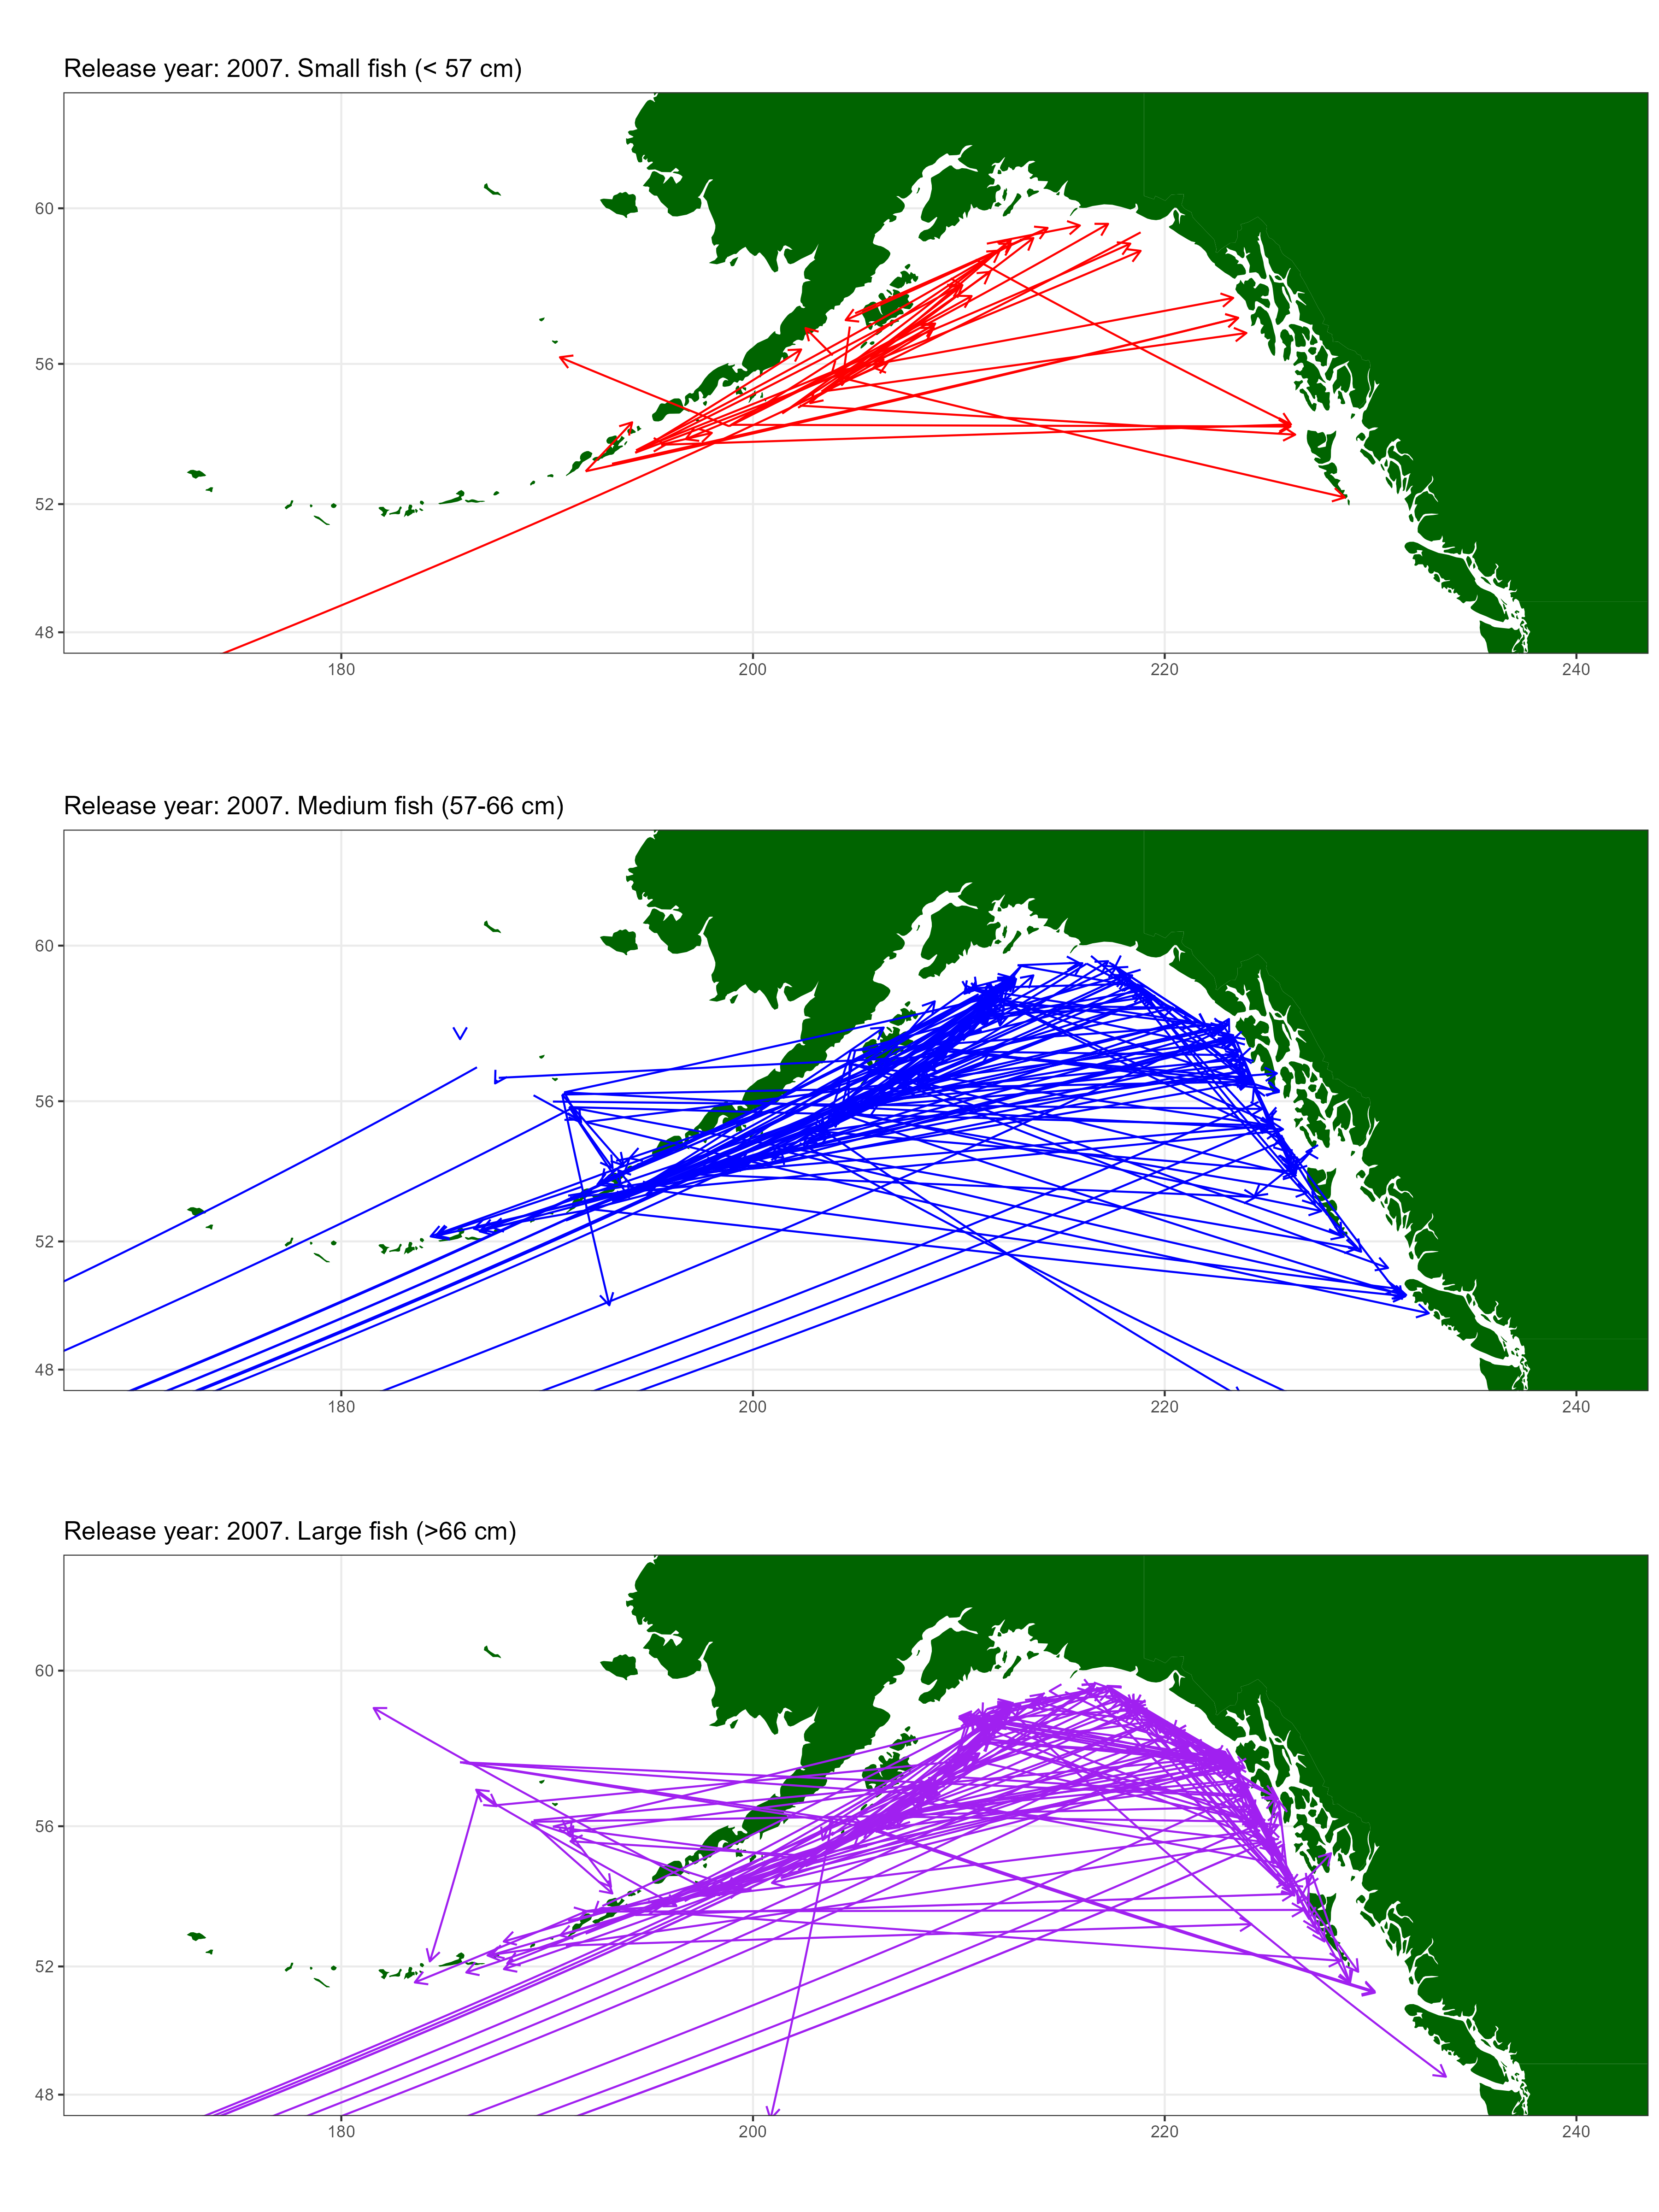 Release year: 2007. Small fish (< 57 cm)
60
56
52
48
180 200 220 240
Release year: 2007. Medium fish (57-66 cm)
60
56
52
48
180 200 220 240
Release year: 2007. Large fish (>66 cm)
60
56
52
48
180 200 220 240